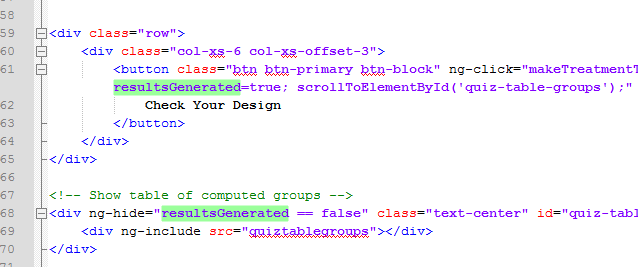 58
59 <div class="row">
60 <div class="col-xs-6 col-xs-offset-3">
61 <button class="btn btn-primary btn-block" ng-click="makeTreatmentT
resultsGenerated=true; scrollToElementById('quiz-table-groups');"
62 Check Your Design
63 </button>
64 </div>
65 </div>
66
67 <!-- Show table of computed groups -->
68 <div ng-hide="resultsGenerated == false" class="text-center" id="quiz-tabl
69 <div ng-include src="quiztablegroups"></div>
70 </div>
71